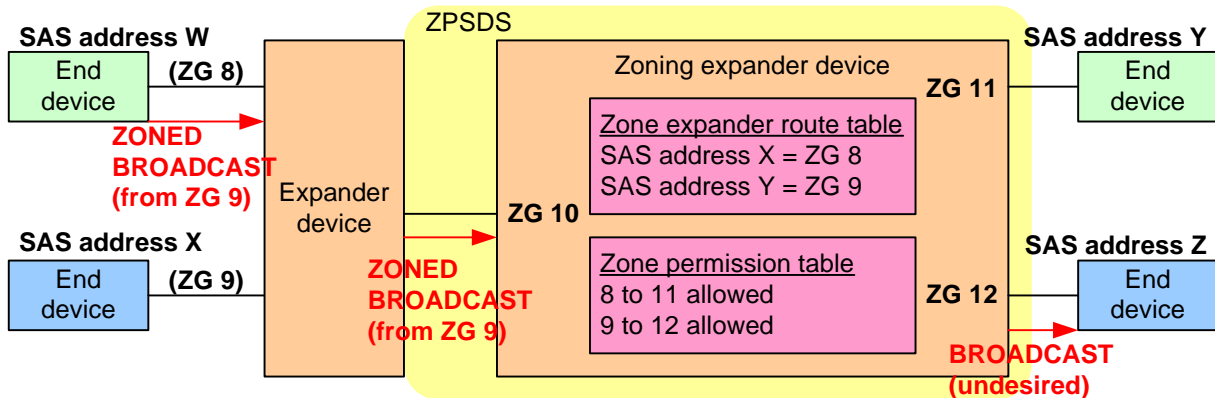 ZPSDS
SAS address W
End
device
(ZG 8)
ZONED
BROADCAST
(from ZG 9)
SAS address X
End
device
(ZG 9)
Expander
device
ZONED
BROADCAST
(from ZG 9)
Zoning expander device
ZG 10
Zone expander route table
SAS address X = ZG 8
SAS address Y = ZG 9
Zone permission table
8 to 11 allowed
9 to 12 allowed
ZG 11
ZG 12
SAS address Y
End
device
SAS address Z
End
device
BROADCAST
(undesired)